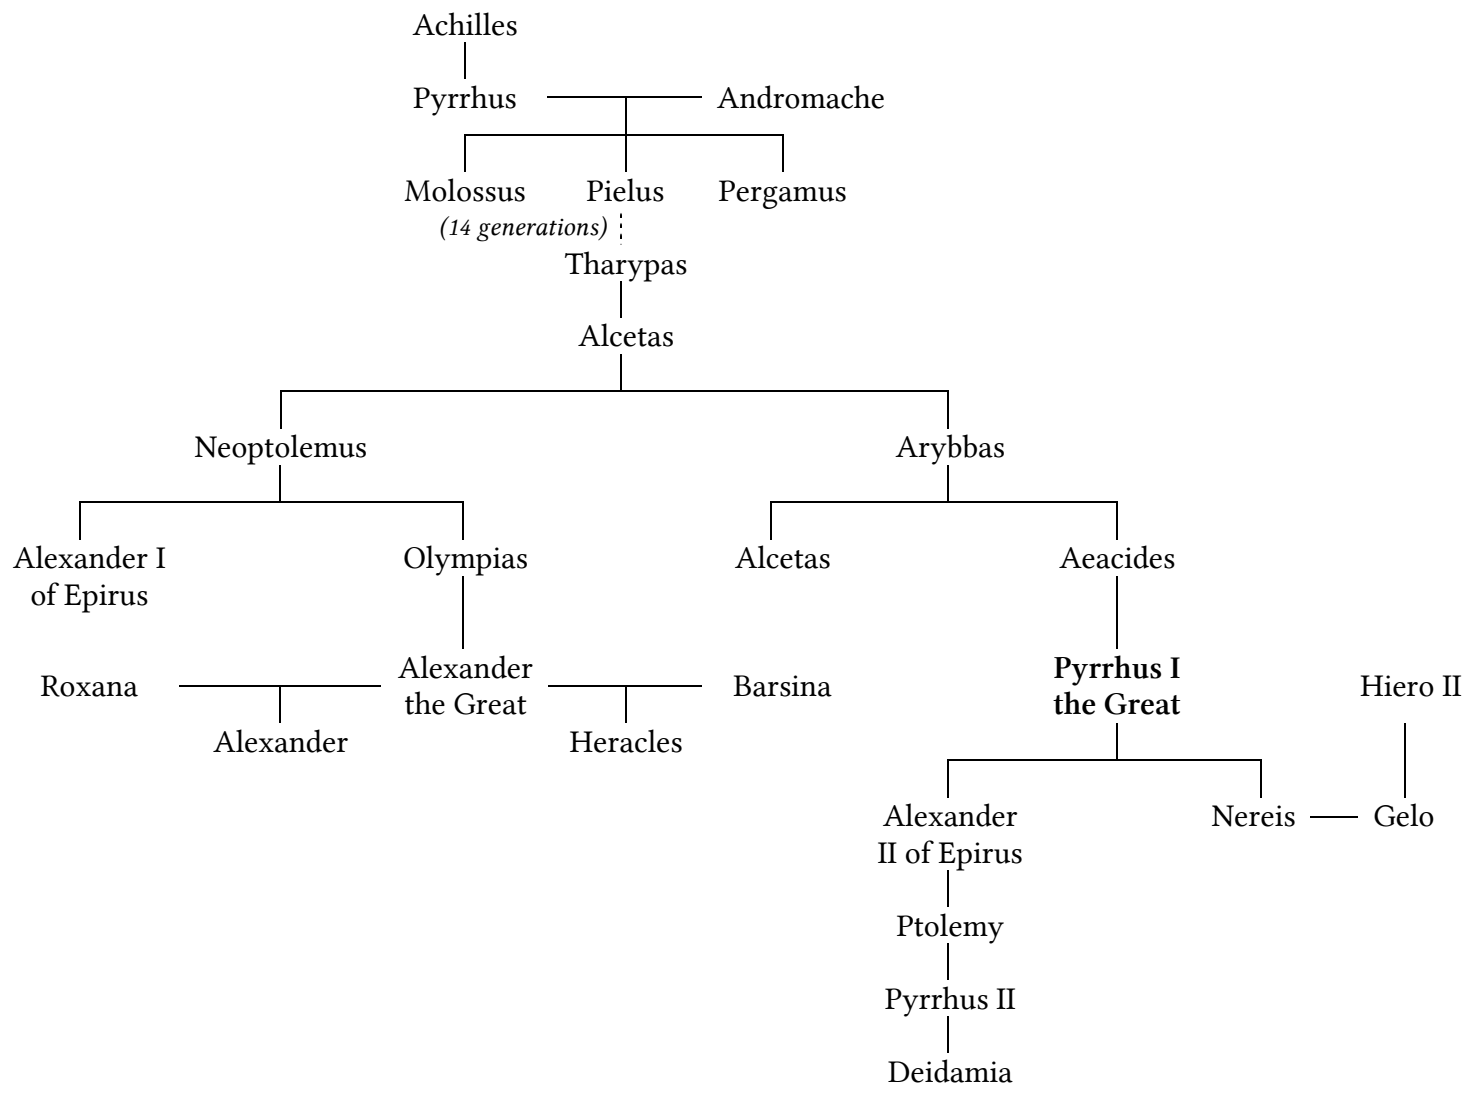 Achilles
Pyrrhus
Andromache
Molossus
Pielus
Pergamus
(14 generations)
Tharypas
Alcetas
Neoptolemus
Arybbas
Alexander I
of Epirus
Olympias
Alcetas
Aeacides
Roxana
Alexander
the Great
Barsina
Pyrrhus I
the Great
Hiero II
Alexander
Heracles
Alexander
II of Epirus
Nereis
Gelo
Ptolemy
Pyrrhus II
Deidamia